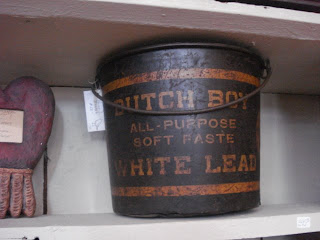 DUTCH BOY
ALL-PURPOSE
SOFT PASTE
WHITE LEAD